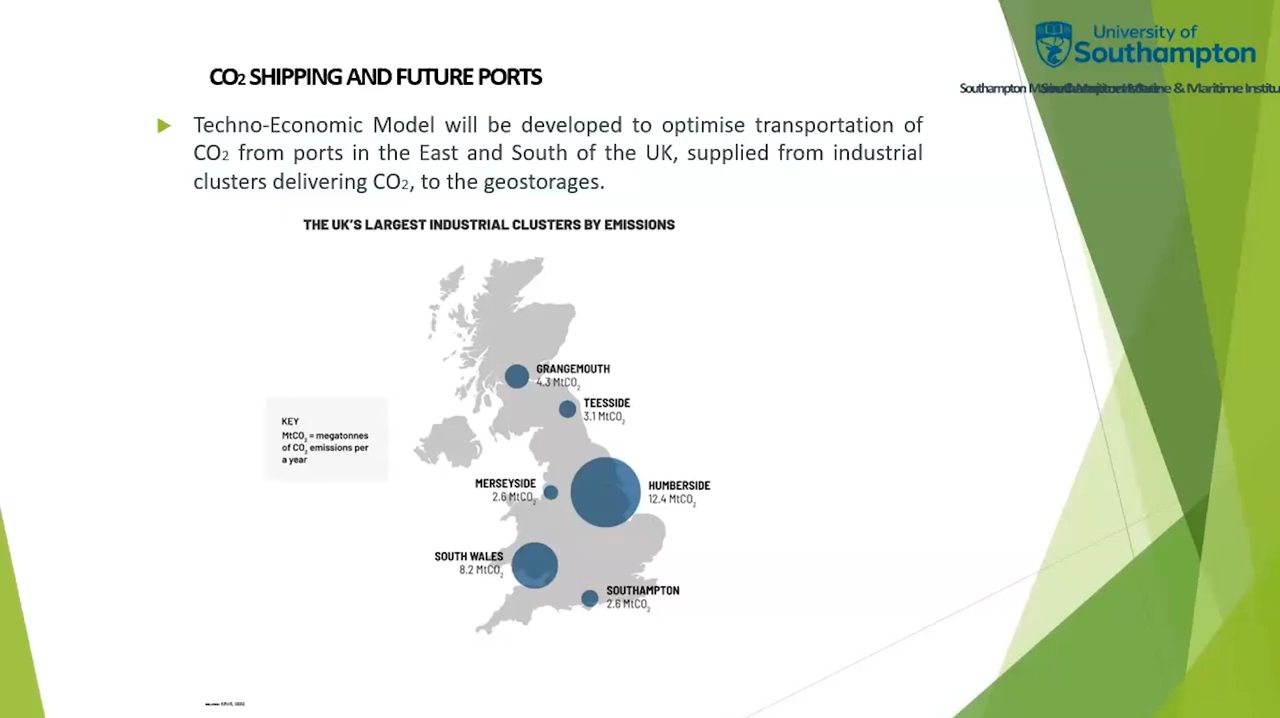 University of
Southampton
CO₂ SHIPPING AND FUTURE PORTS
Techno-Economic Model will be developed to optimise transportation of
CO₂ from ports in the East and South of the UK, supplied from industrial
clusters delivering CO₂, to the geostorages.
THE UK'S LARGEST INDUSTRIAL CLUSTERS BY EMISSIONS
GRANGEMOUTH
4.3 MtCO₂
TEESSIDE
3.1 MtCO₂
KEY
MtCO₂ = megatonnes
of CO₂ emissions per
a year
MERSEYSIDE
2.6 MtCO₂
HUMBERSIDE
12.4 MtCO₂
SOUTH WALES
8.2 MtCO₂
SOUTHAMPTON
2.6 MtCO₂